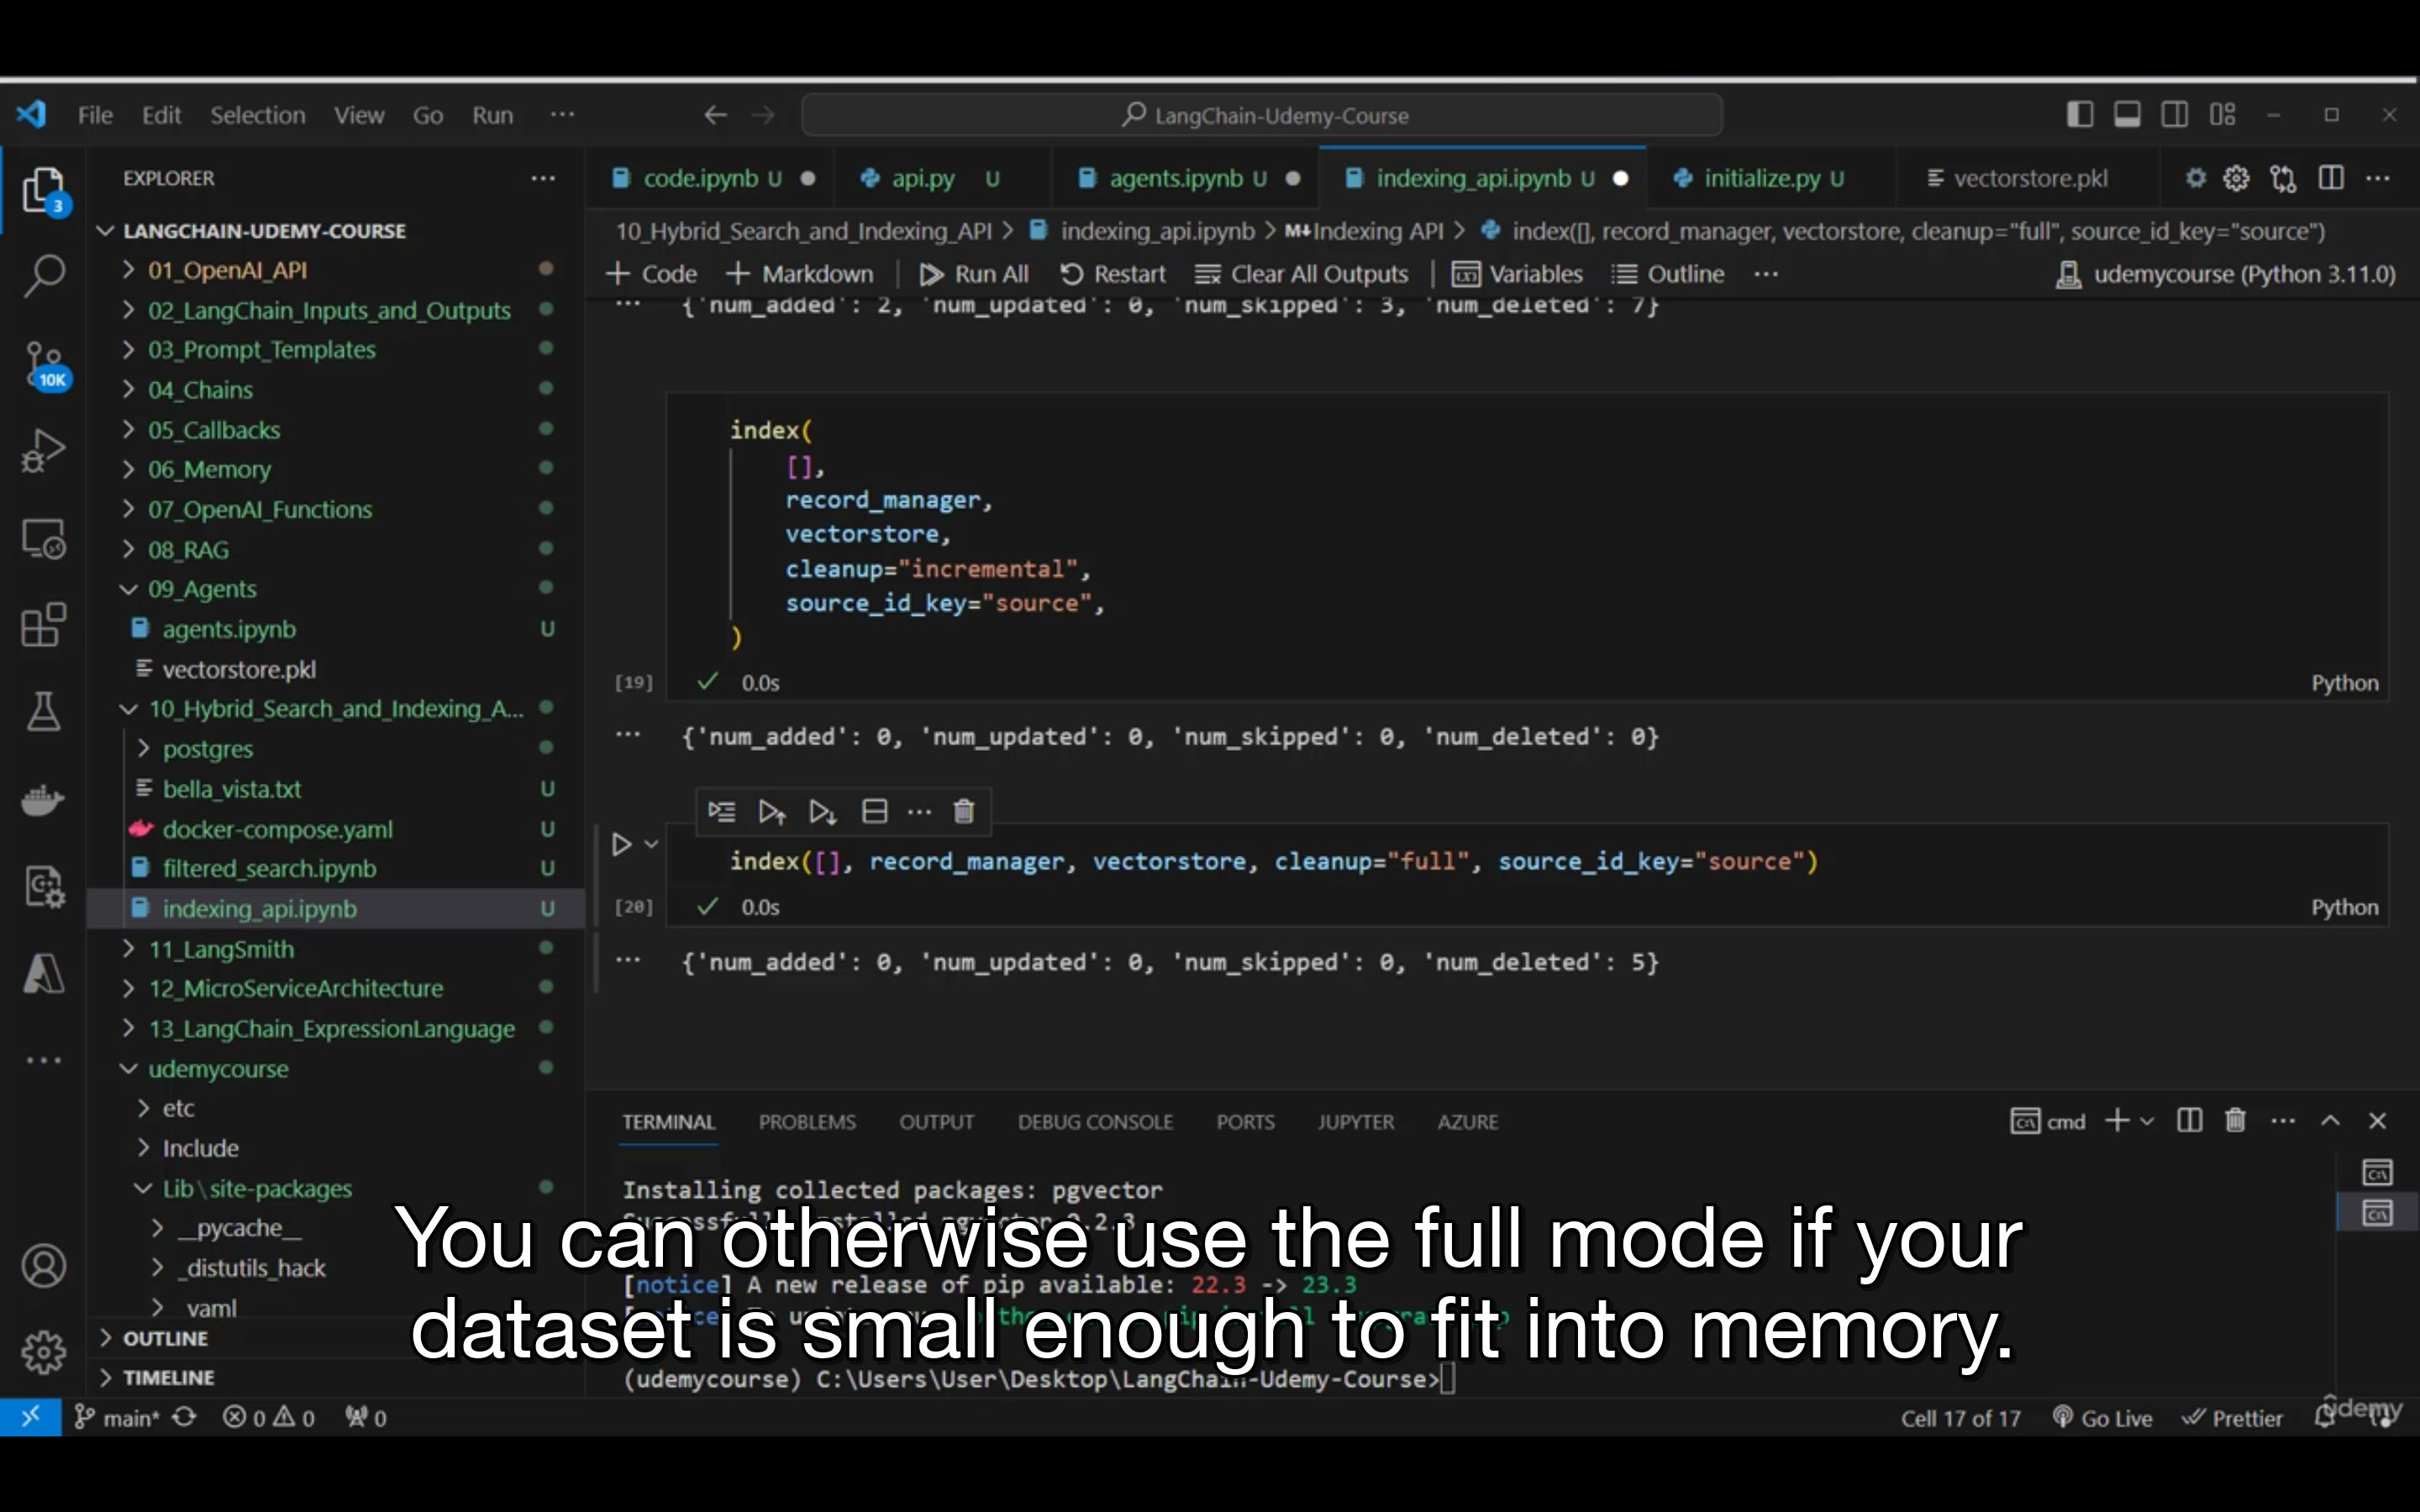 File Edit Selection View Go Run ···
LangChain-Udemy-Course
EXPLORER ···
3
10K
LANGCHAIN-UDEMY-COURSE
01_OpenAI_API
02_LangChain_Inputs_and_Outputs
03_Prompt_Templates
04_Chains
05_Callbacks
06_Memory
07_OpenAI_Functions
08_RAG
09_Agents
agents.ipynb U
vectorstore.pkl
10_Hybrid_Search_and_Indexing_A...
postgres
bella_vista.txt U
docker-compose.yaml U
filtered_search.ipynb U
indexing_api.ipynb U
11_LangSmith
12_MicroServiceArchitecture
13_LangChain_ExpressionLanguage
udemycourse
etc
Include
Lib\site-packages
__pycache__
_distutils_hack
yaml
OUTLINE
TIMELINE
code.ipynb U api.py U agents.ipynb U indexing_api.ipynb U initialize.py U vectorstore.pkl
10_Hybrid_Search_and_Indexing_API > indexing_api.ipynb > M↓Indexing API > index([], record_manager, vectorstore, cleanup="full", source_id_key="source")
+ Code + Markdown Run All Restart Clear All Outputs Variables Outline ··· udemycourse (Python 3.11.0)
··· {'num_added': 2, 'num_updated': 0, 'num_skipped': 3, 'num_deleted': 7}
index(
[],
record_manager,
vectorstore,
cleanup="incremental",
source_id_key="source",
)
[19] ✓ 0.0s Python
··· {'num_added': 0, 'num_updated': 0, 'num_skipped': 0, 'num_deleted': 0}
index([], record_manager, vectorstore, cleanup="full", source_id_key="source")
[20] ✓ 0.0s Python
··· {'num_added': 0, 'num_updated': 0, 'num_skipped': 0, 'num_deleted': 5}
TERMINAL PROBLEMS OUTPUT DEBUG CONSOLE PORTS JUPYTER AZURE
cmd
Installing collected packages: pgvector
You can otherwise use the full mode if your
[notice] A new release of pip available: 22.3 -> 23.3
dataset is small enough to fit into memory.
(udemycourse) C:\Users\User\Desktop\LangChain-Udemy-Course>
main* 0 0 0
Cell 17 of 17 Go Live Prettier
udemy